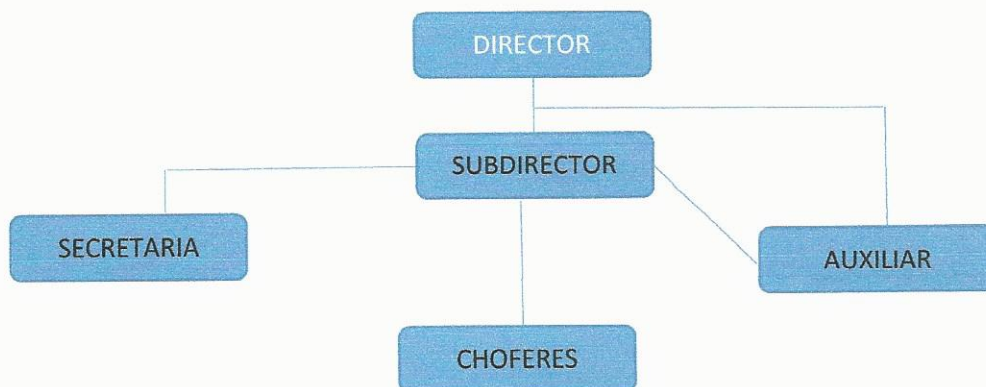 DIRECTOR
SUBDIRECTOR
SECRETARIA
AUXILIAR
CHOFERES